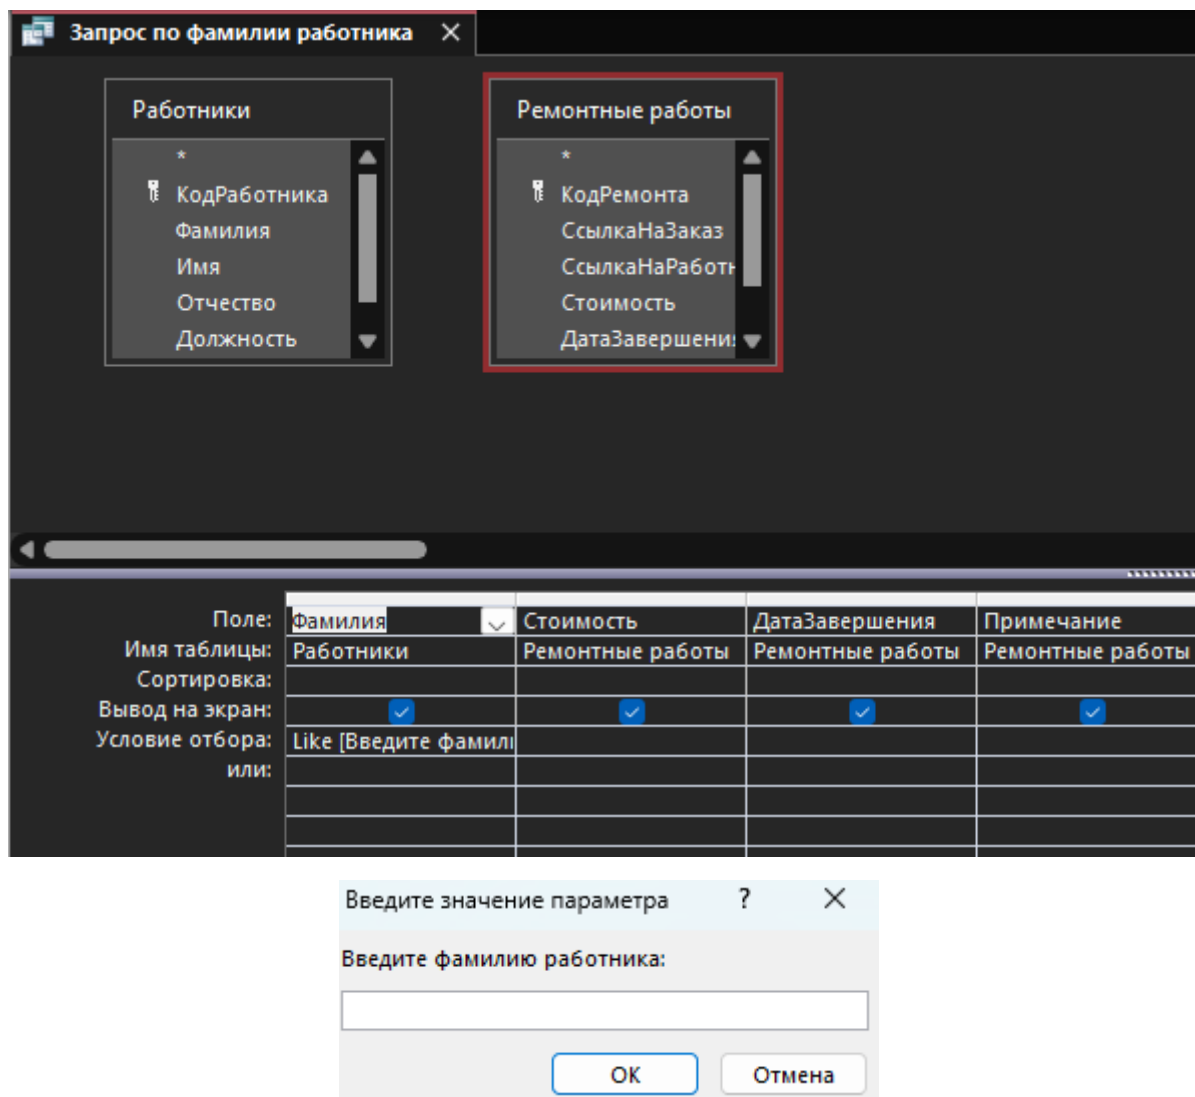 Запрос по фамилии работника
Работники
Ремонтные работы
*
КодРаботника
Фамилия
Имя
Отчество
Должность
*
КодРемонта
СсылкаНаЗаказ
СсылкаНаРаботн
Стоимость
ДатаЗавершени
Поле: Фамилия Стоимость ДатаЗавершения Примечание
Имя таблицы: Работники Ремонтные работы Ремонтные работы Ремонтные работы
Сортировка:
Вывод на экран:
Условие отбора: Like [Введите фамили
или:
Введите значение параметра ?
Введите фамилию работника:
ОК Отмена